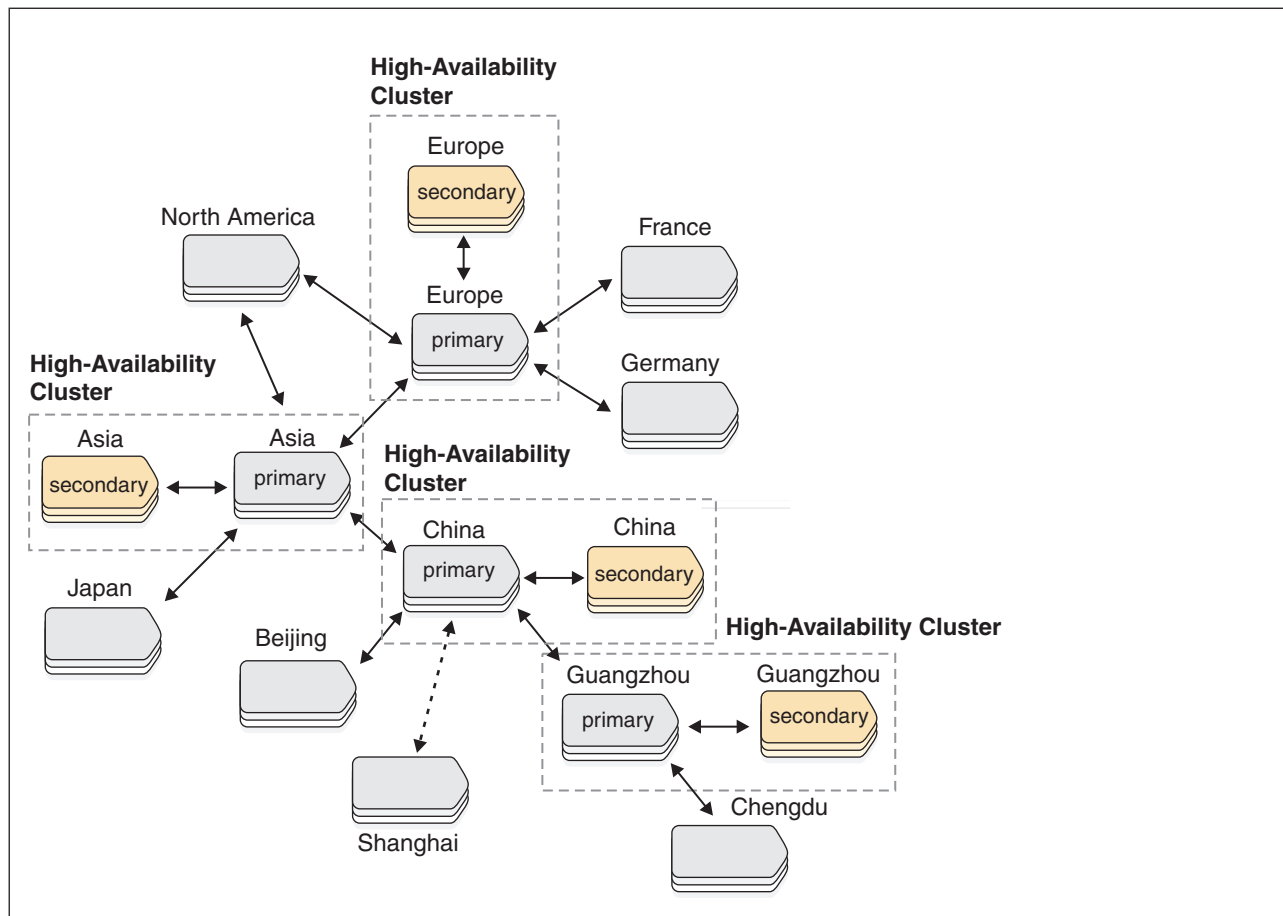 High-Availability
Cluster
Europe
secondary
North America
France
Europe
primary
High-Availability
Cluster
Germany
Asia
Asia
secondary
primary
High-Availability
Cluster
China
China
primary
secondary
Japan
Beijing
High-Availability Cluster
Guangzhou
Guangzhou
primary
secondary
Shanghai
Chengdu